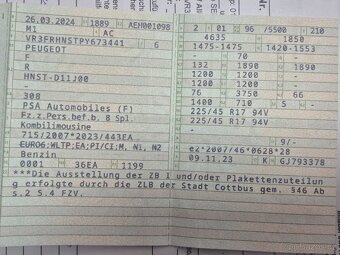 26.03.2024 1889 AEH001098
M1 AC
VR3FRHNSTPY673441 6
PEUGEOT
F
R
HNST-D11J00
-
308
PSA Automobiles (F)
Fz.z.Pers.bef.b. 8 Spl.
Kombilimousine
715/2007*2023/443EA
EURO6;WLTP;EA;PI/CI; M, N1, N2
Benzin
0001 36EA 1199
2 01 96 /5500 210
4635 1850
1475-1475 1420-1553
- 70 -
132 1890 1890
1200 1200 -
1200 1200 -
76 3750 66
1400 710 5 -
225/45 R17 94V
225/45 R17 94V
-
- 9/-
e2*2007/46*0628*28
09.11.23 K GJ793378
***Die Ausstellung der ZB I und/oder Plakettenzuteilun
g erfolgte durch die ZLB der Stadt Cottbus gem. §46 Ab
s.2 S.4 FZV.